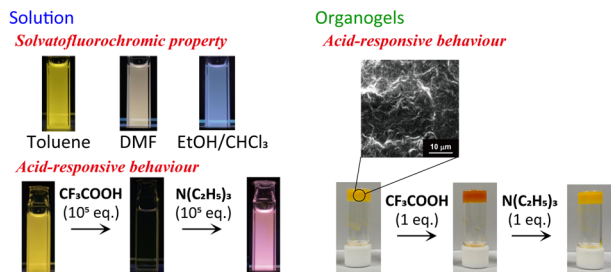 Solution
Solvatofluorochromic property
Toluene DMF EtOH/CHCl₃
Acid-responsive behaviour
CF₃COOH
(10⁵ eq.)
N(C₂H₅)₃
(10⁵ eq.)
Organogels
Acid-responsive behaviour
10 μm
CF₃COOH
(1 eq.)
N(C₂H₅)₃
(1 eq.)